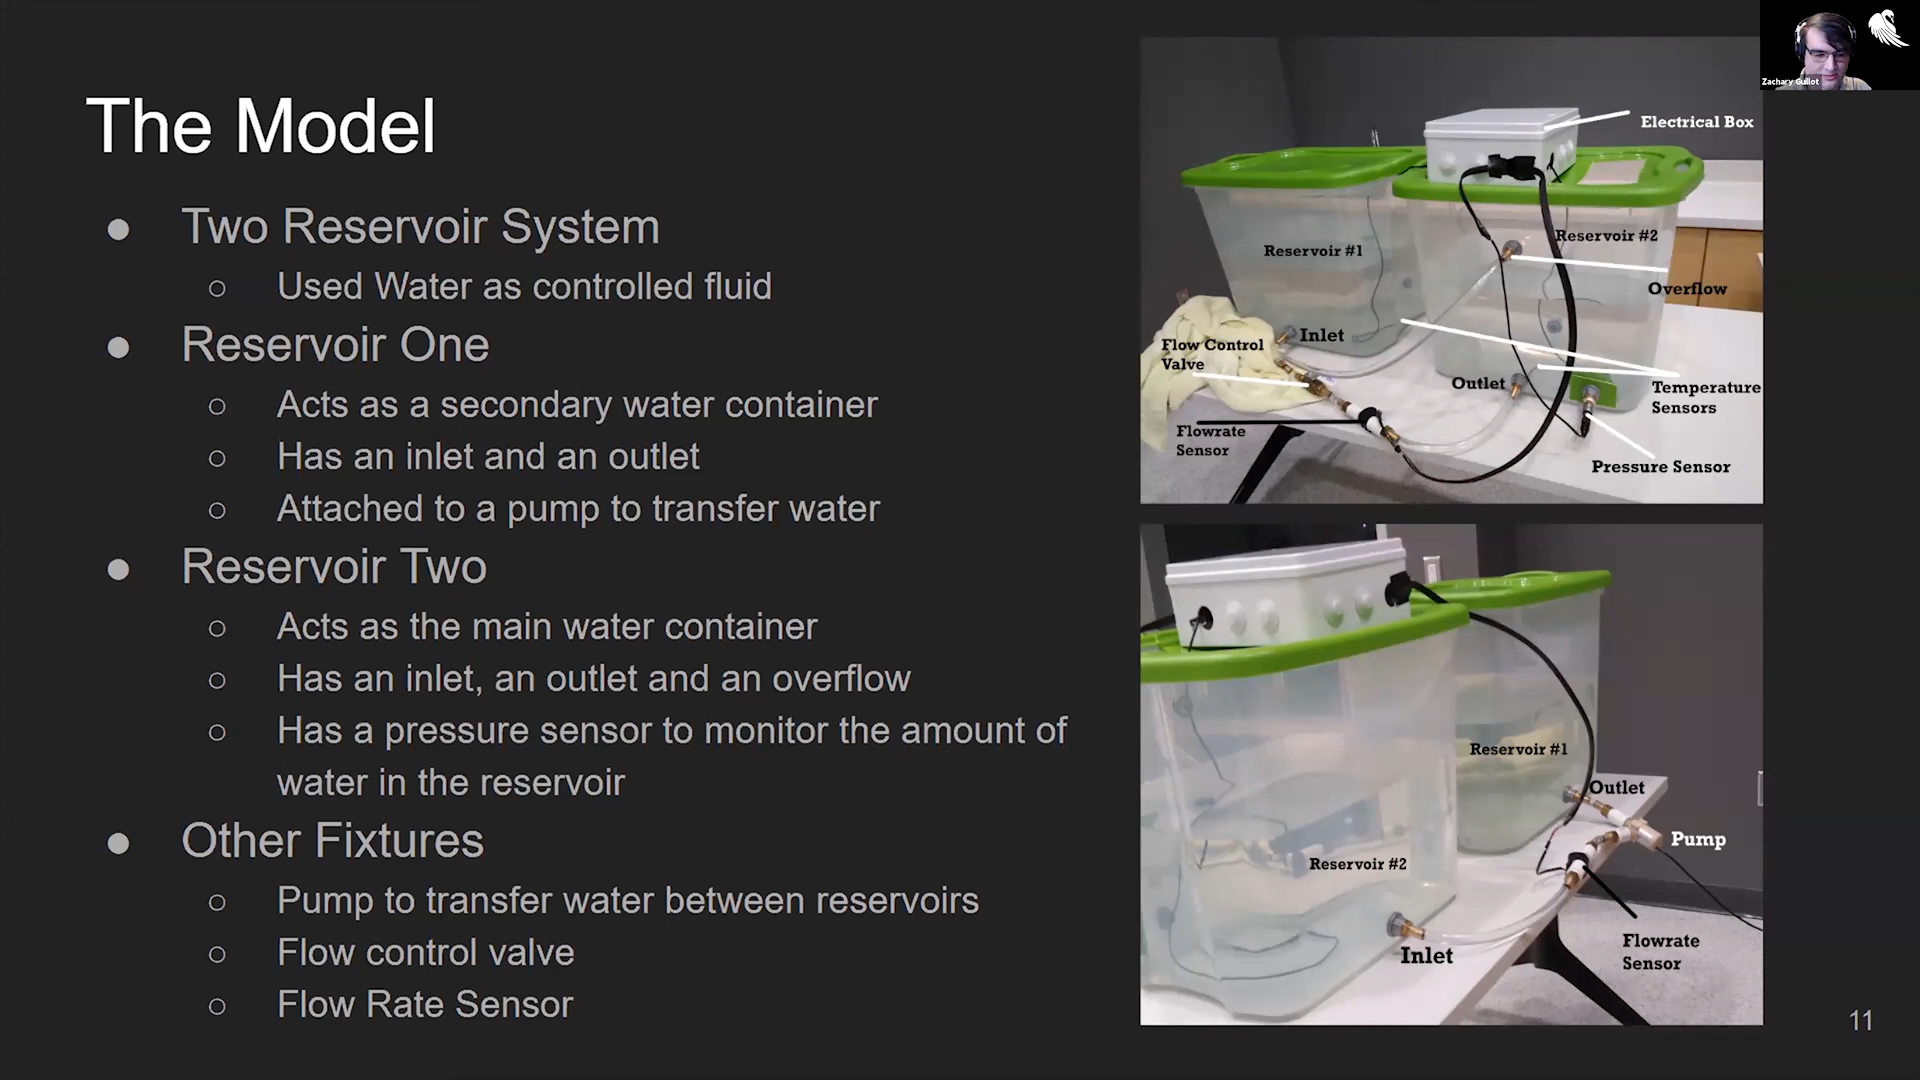 The Model
● Two Reservoir System
○ Used Water as controlled fluid
● Reservoir One
○ Acts as a secondary water container
○ Has an inlet and an outlet
○ Attached to a pump to transfer water
● Reservoir Two
○ Acts as the main water container
○ Has an inlet, an outlet and an overflow
○ Has a pressure sensor to monitor the amount of
water in the reservoir
● Other Fixtures
○ Pump to transfer water between reservoirs
○ Flow control valve
○ Flow Rate Sensor
Electrical Box
Reservoir #1
Reservoir #2
Overflow
Inlet
Flow Control
Valve
Outlet
Temperature
Sensors
Flowrate
Sensor
Pressure Sensor
Reservoir #1
Outlet
Pump
Reservoir #2
Inlet
Flowrate
Sensor
Zachary Guillot
11